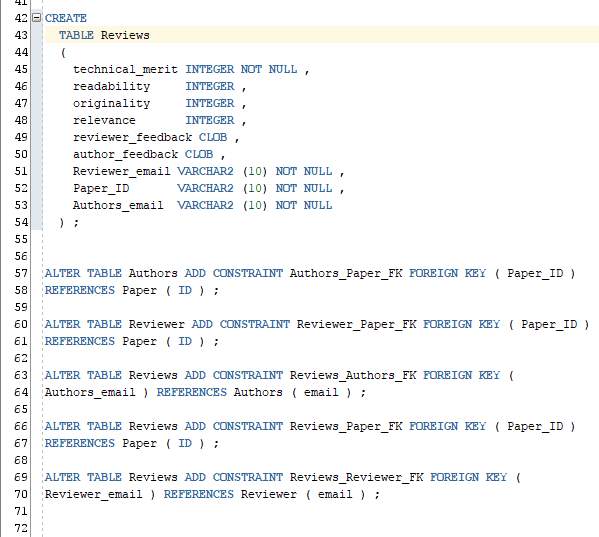 41
42 CREATE
43 TABLE Reviews
44 (
45 technical_merit INTEGER NOT NULL ,
46 readability INTEGER ,
47 originality INTEGER ,
48 relevance INTEGER ,
49 reviewer_feedback CLOB ,
50 author_feedback CLOB ,
51 Reviewer_email VARCHAR2 (10) NOT NULL ,
52 Paper_ID VARCHAR2 (10) NOT NULL ,
53 Authors_email VARCHAR2 (10) NOT NULL
54 ) ;
55
56
57 ALTER TABLE Authors ADD CONSTRAINT Authors_Paper_FK FOREIGN KEY ( Paper_ID )
58 REFERENCES Paper ( ID ) ;
59
60 ALTER TABLE Reviewer ADD CONSTRAINT Reviewer_Paper_FK FOREIGN KEY ( Paper_ID )
61 REFERENCES Paper ( ID ) ;
62
63 ALTER TABLE Reviews ADD CONSTRAINT Reviews_Authors_FK FOREIGN KEY (
64 Authors_email ) REFERENCES Authors ( email ) ;
65
66 ALTER TABLE Reviews ADD CONSTRAINT Reviews_Paper_FK FOREIGN KEY ( Paper_ID )
67 REFERENCES Paper ( ID ) ;
68
69 ALTER TABLE Reviews ADD CONSTRAINT Reviews_Reviewer_FK FOREIGN KEY (
70 Reviewer_email ) REFERENCES Reviewer ( email ) ;
71
72